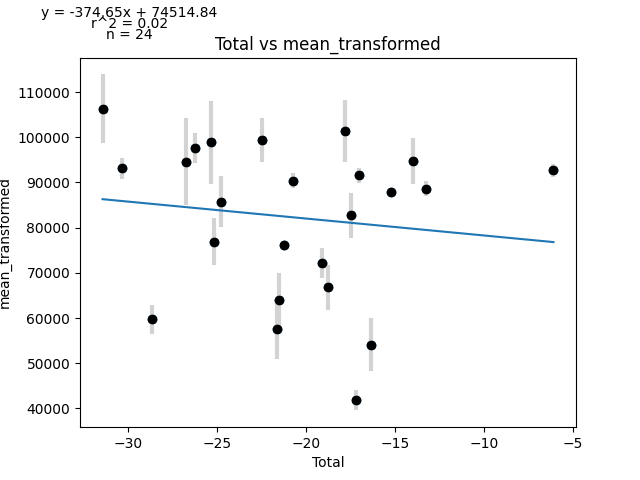 y = -374.65x + 74514.84
r^2 = 0.02
n = 24
Total vs mean_transformed
mean_transformed
110000
100000
90000
80000
70000
60000
50000
40000
−30
−25
−20
−15
−10
−5
Total